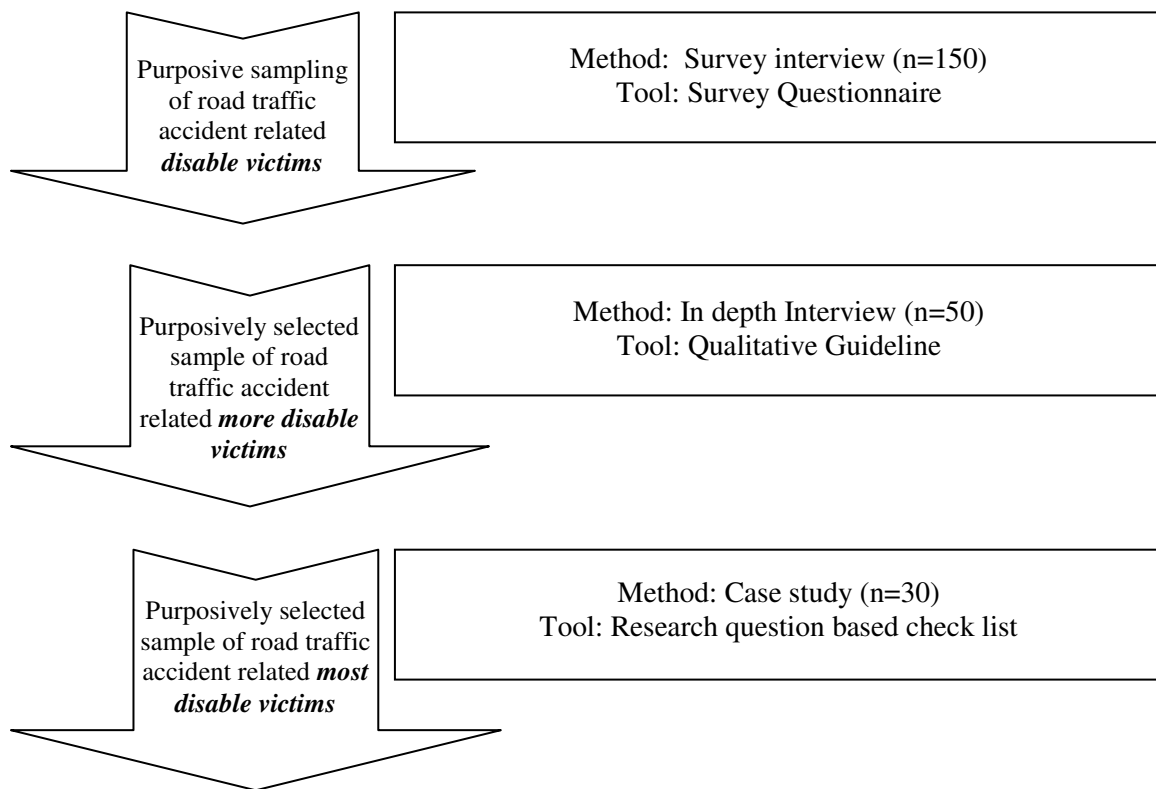 Purposive sampling
of road traffic
accident related
disable victims
Method:  Survey interview (n=150)
Tool: Survey Questionnaire
Purposively selected
sample of road
traffic accident
related more disable
victims
Method: In depth Interview (n=50)
Tool: Qualitative Guideline
Purposively selected
sample of road traffic
accident related most
disable victims
Method: Case study (n=30)
Tool: Research question based check list